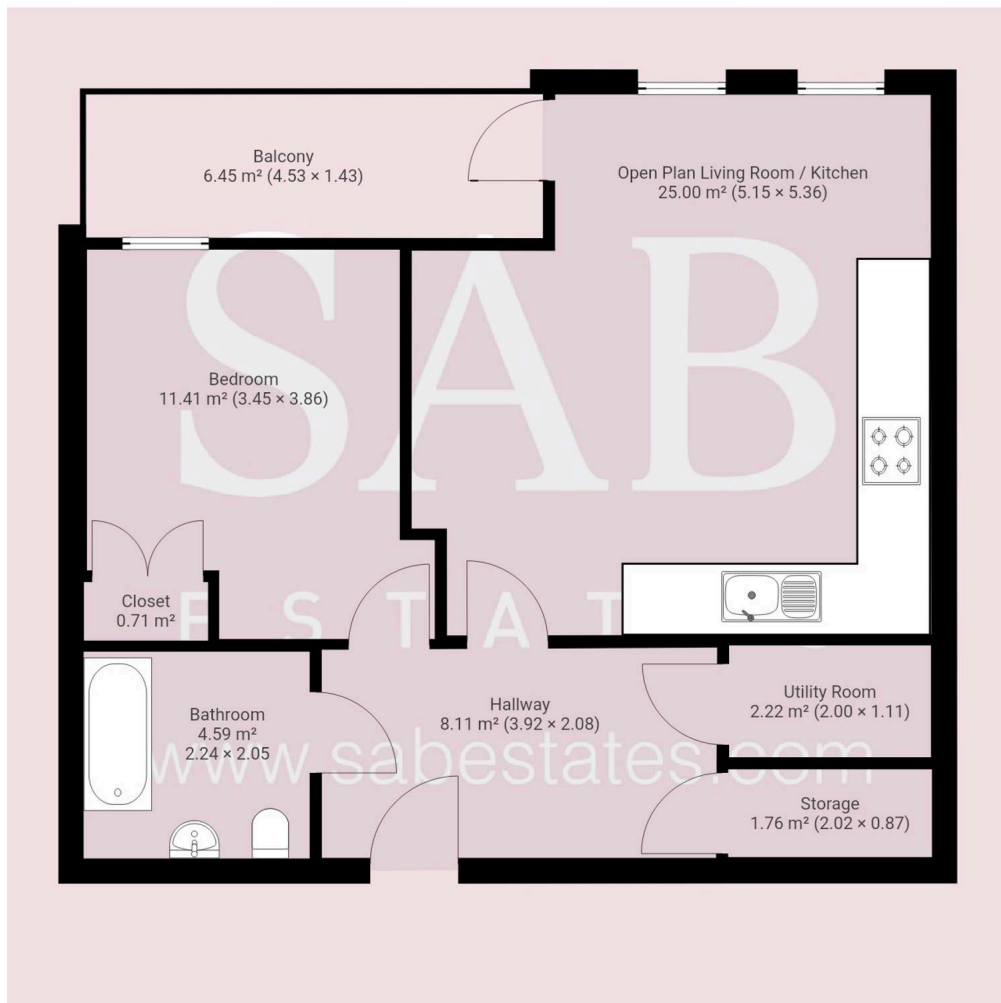 Balcony
6.45 m² (4.53 × 1.43)
Open Plan Living Room / Kitchen
25.00 m² (5.15 × 5.36)
SAB
Bedroom
11.41 m² (3.45 × 3.86)
Closet
0.71 m²
ESTATES
Bathroom
4.59 m²
2.24 × 2.05
Hallway
8.11 m² (3.92 × 2.08)
Utility Room
2.22 m² (2.00 × 1.11)
www.sabestates.com
Storage
1.76 m² (2.02 × 0.87)